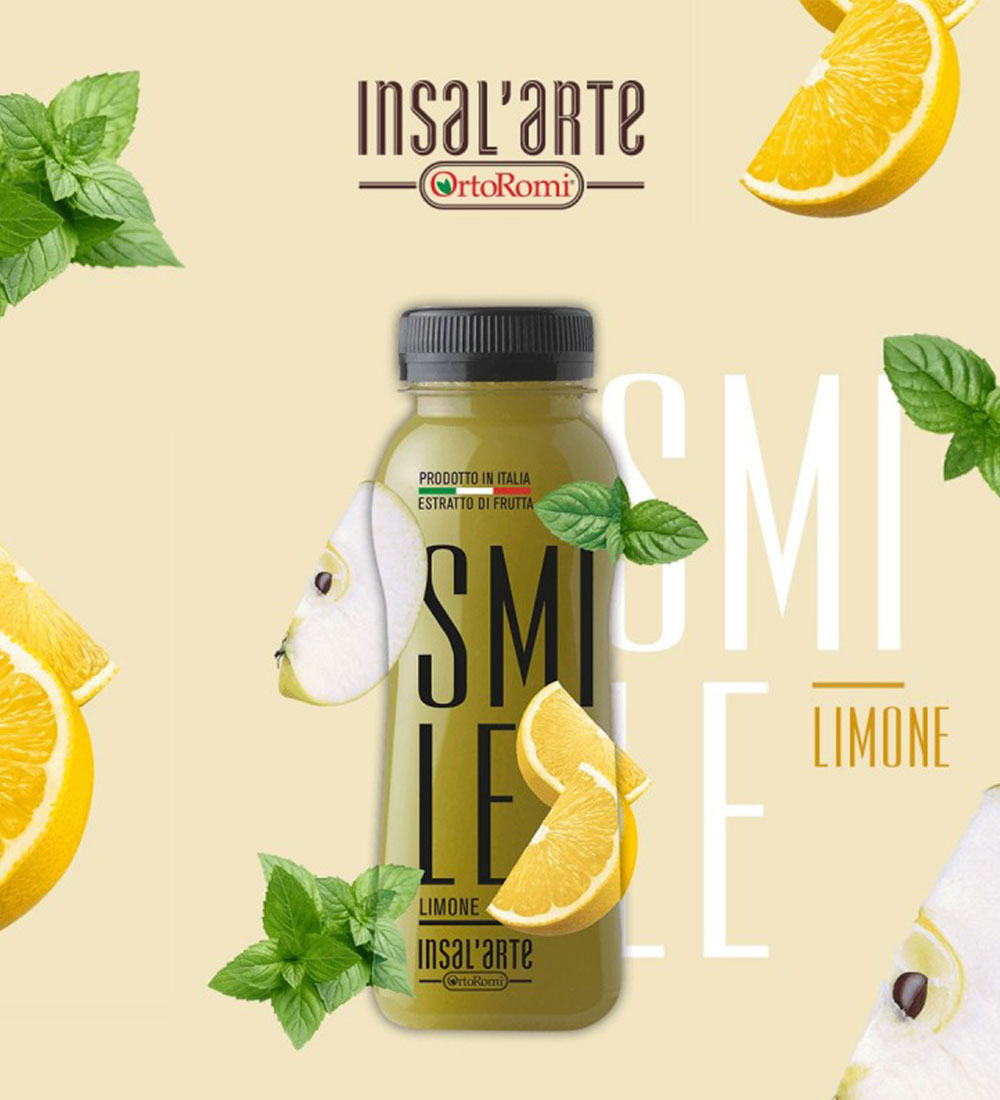 INSAL'ARTE
OrtoRomi®
PRODOTTO IN ITALIA
ESTRATTO DI FRUTTA
SMI
LE
LIMONE
INSAL'ARTE
OrtoRomi
SMI
LE
LIMONE